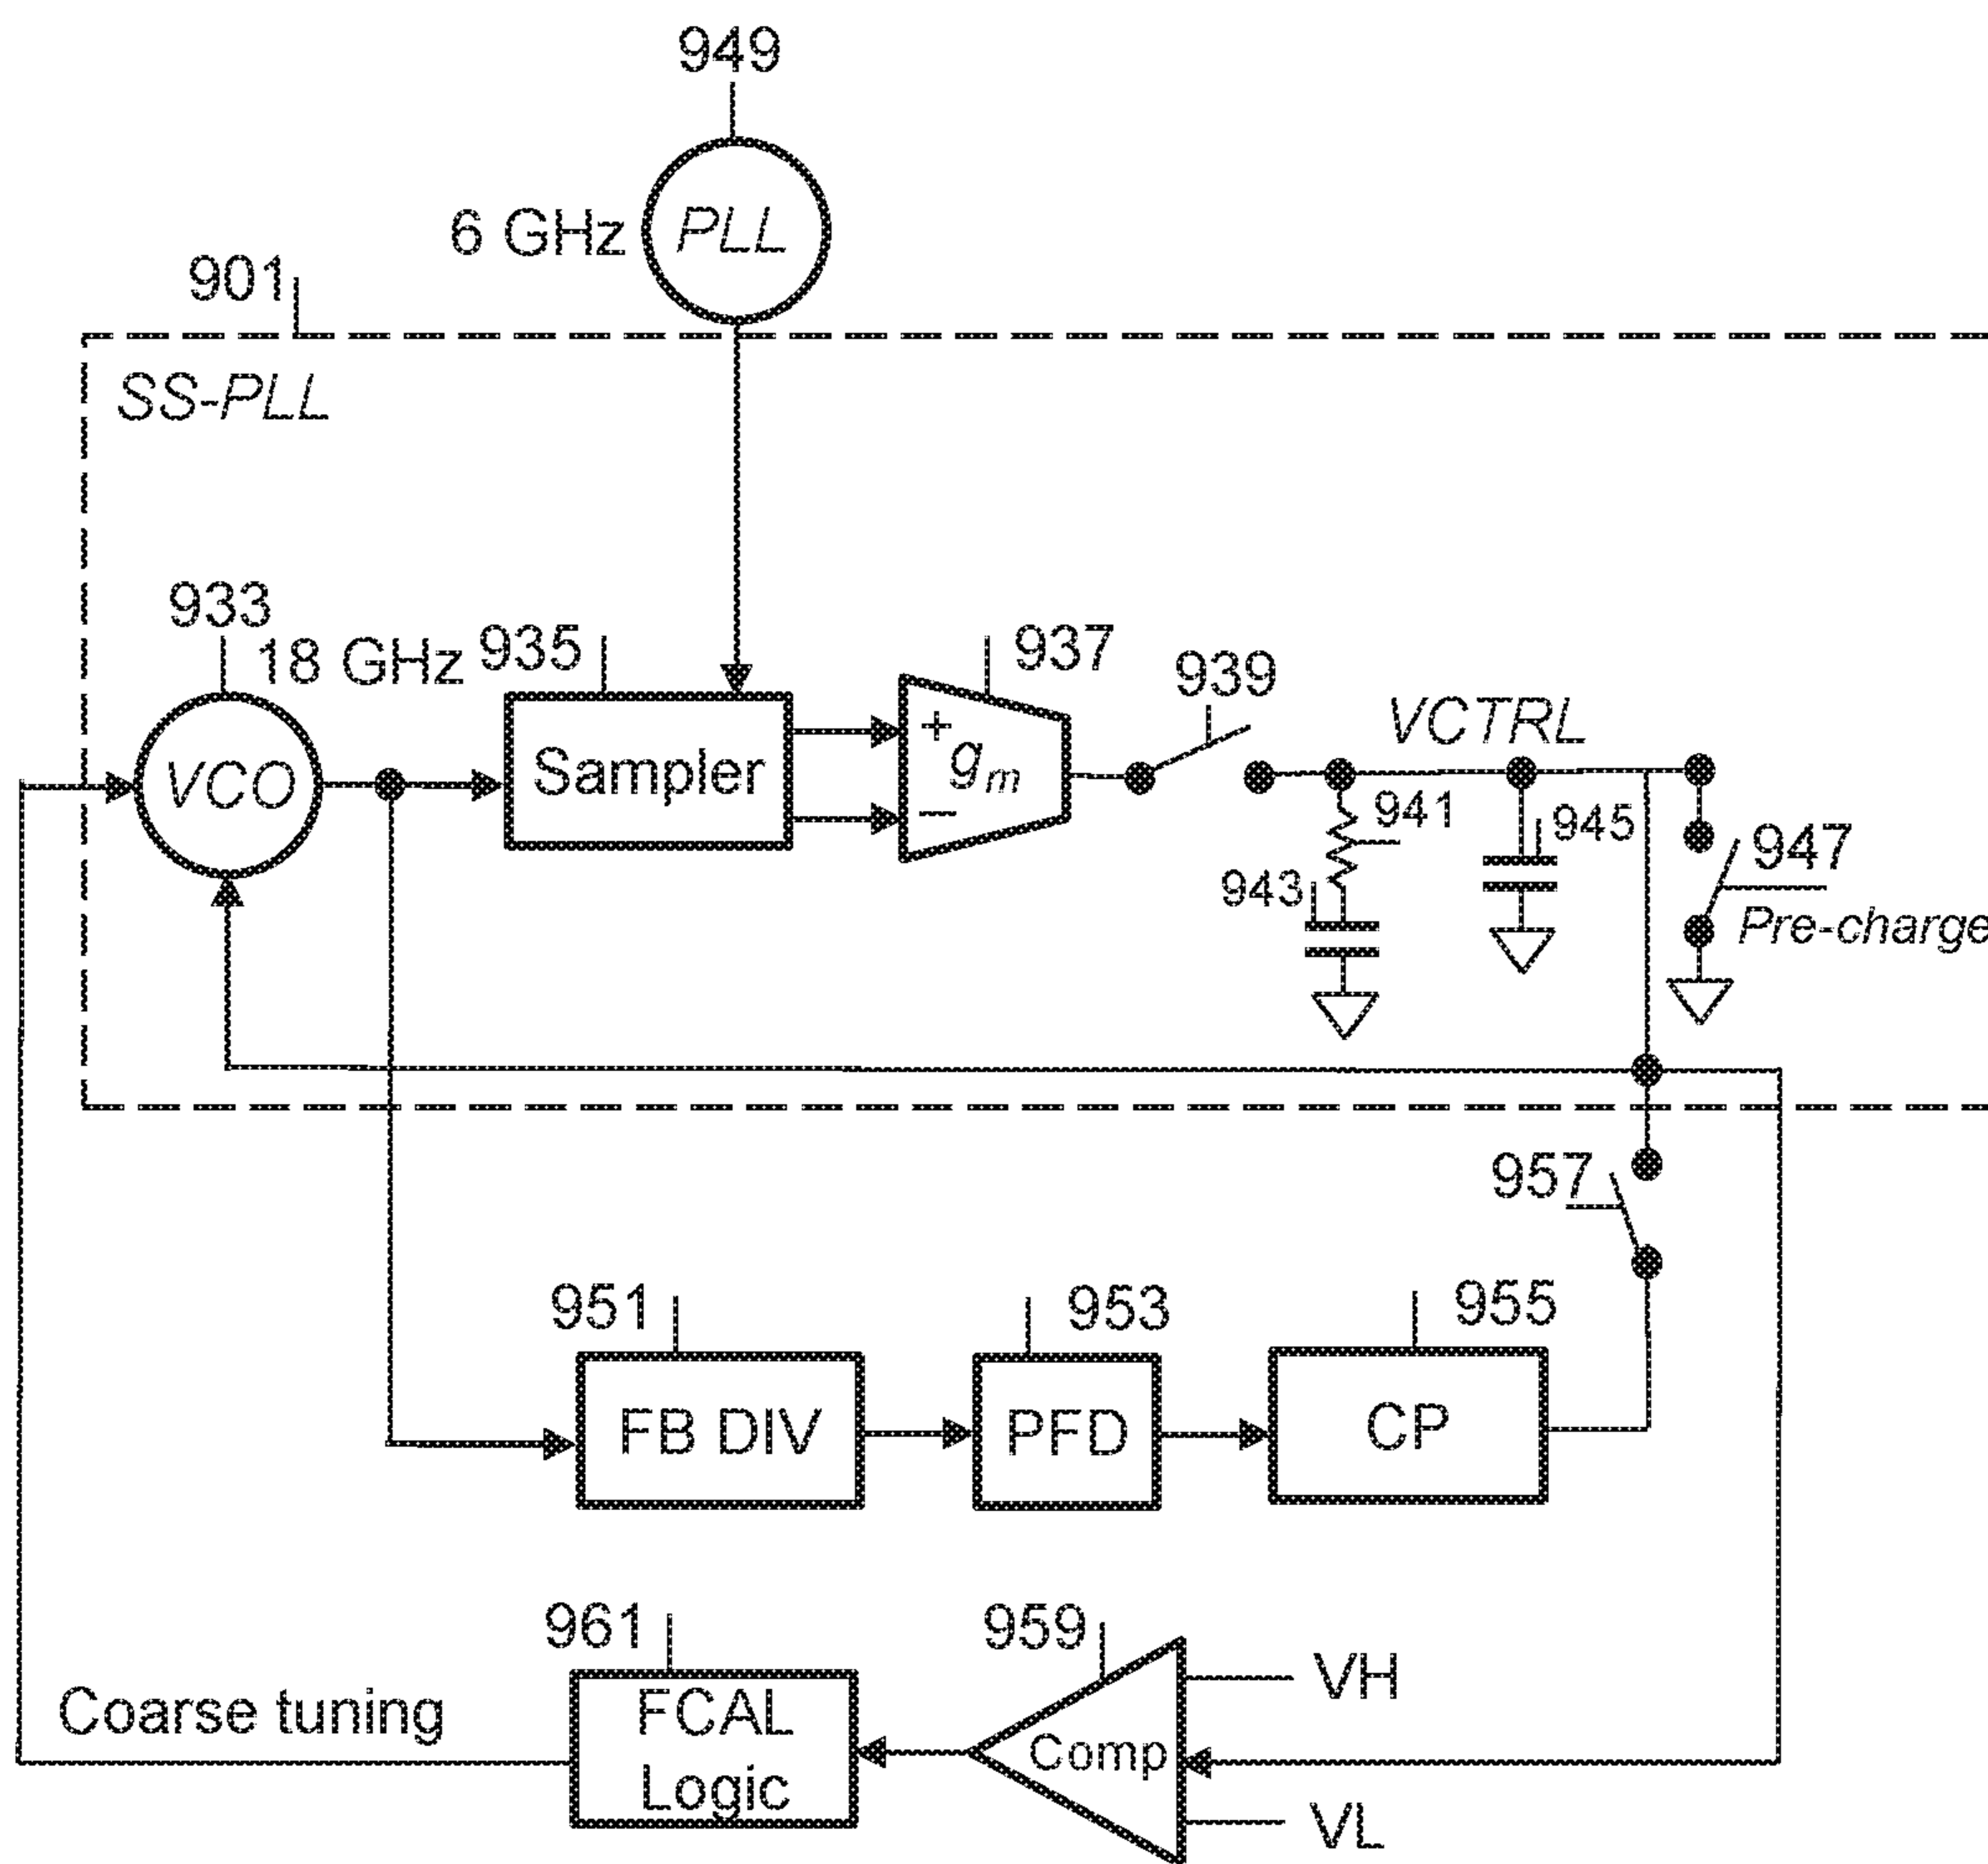 949
6 GHz PLL
901
SS-PLL
933
18 GHz
935
937
939
VCO
Sampler
+
gm
−
VCTRL
941
943
945
947
Pre-charge
957
951
953
955
FB DIV
PFD
CP
961
959
Coarse tuning
FCAL
Logic
Comp
VH
VL